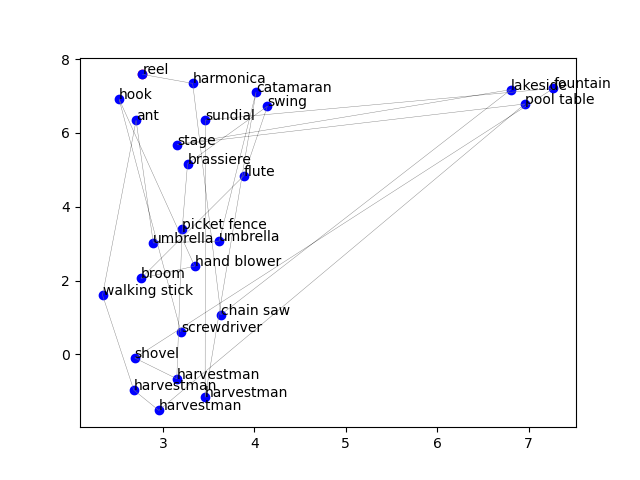 8
reel
harmonica
lakeside
fountain
hook
catamaran
pool table
swing
ant
sundial
6
stage
brassiere
flute
4
picket fence
umbrella
umbrella
hand blower
broom
2
walking stick
chain saw
screwdriver
shovel
0
harvestman
harvestman
harvestman
harvestman
3 4 5 6 7